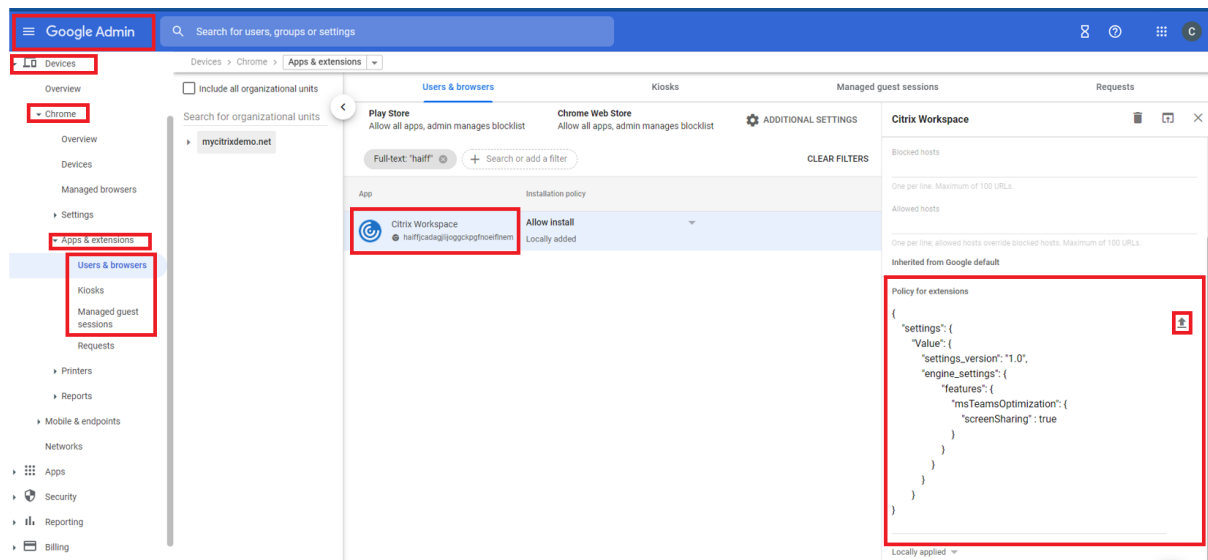 Google Admin
Search for users, groups or settings
C
Devices
Overview
Chrome
Overview
Devices
Managed browsers
Settings
Apps & extensions
Users & browsers
Kiosks
Managed guest
sessions
Requests
Printers
Reports
Mobile & endpoints
Networks
Apps
Security
Reporting
Billing
Devices > Chrome > Apps & extensions
Include all organizational units
Search for organizational units
mycitrixdemo.net
Users & browsers
Kiosks
Managed guest sessions
Requests
Play Store
Allow all apps, admin manages blocklist
Chrome Web Store
Allow all apps, admin manages blocklist
ADDITIONAL SETTINGS
Full-text: "haiff"
+ Search or add a filter
CLEAR FILTERS
App
Installation policy
Citrix Workspace
haiffjcadagjlijoggckpgfnoeiflnem
Allow install
Locally added
Citrix Workspace
Blocked hosts
One per line. Maximum of 100 URLs.
Allowed hosts
One per line; allowed hosts override blocked hosts. Maximum of 100 URLs.
Inherited from Google default
Policy for extensions
{
"settings": {
"Value": {
"settings_version": "1.0",
"engine_settings": {
"features": {
"msTeamsOptimization": {
"screenSharing" : true
}
}
}
}
}
}
Locally applied